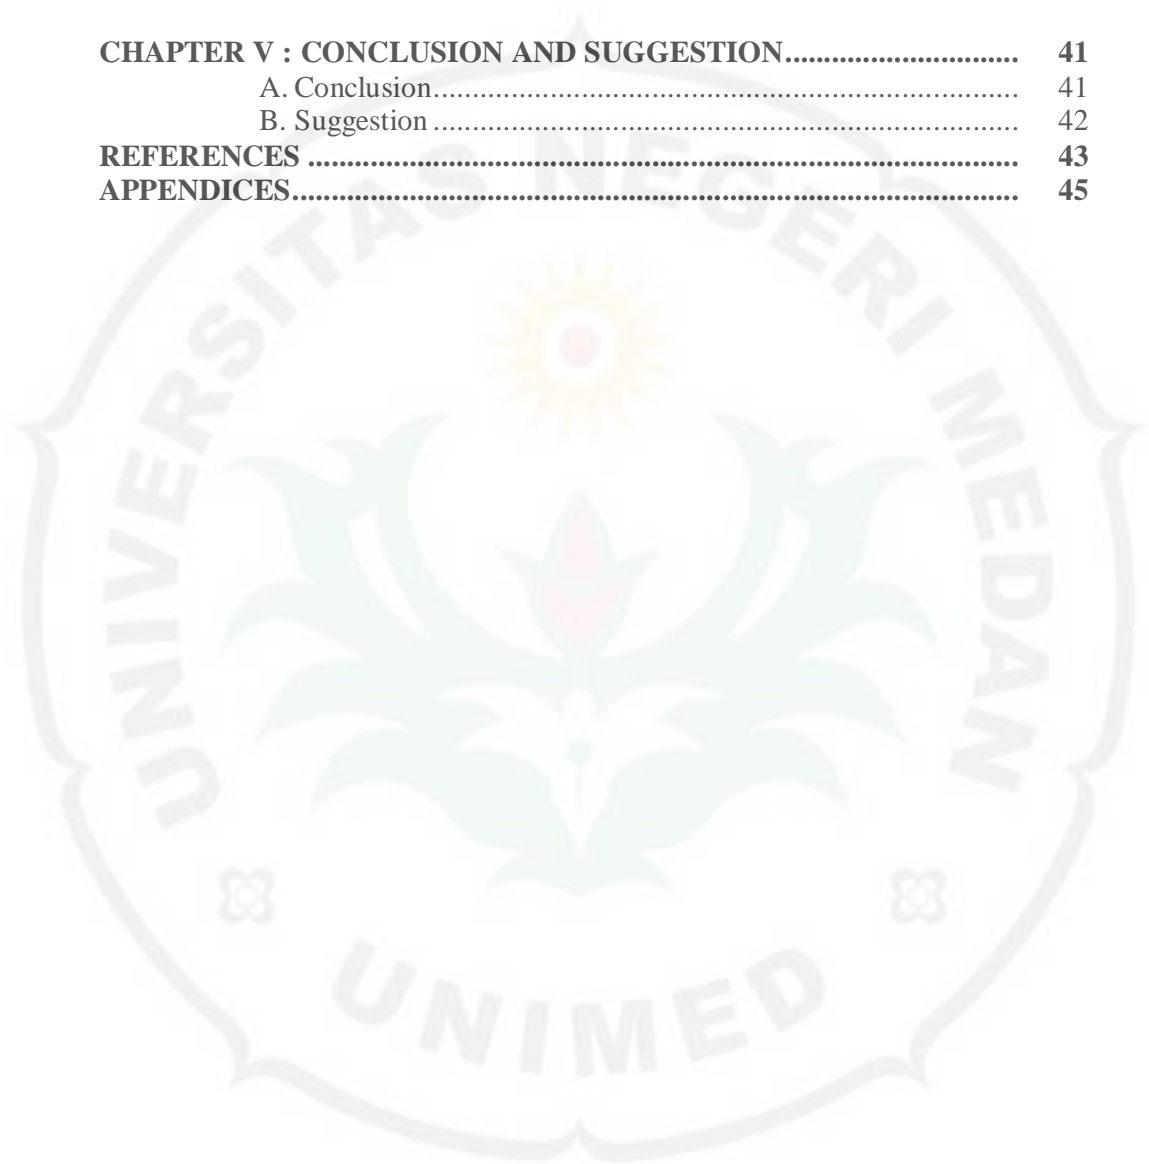 CHAPTER V : CONCLUSION AND SUGGESTION............................. 41
A. Conclusion........................................................................ 41
B. Suggestion ........................................................................ 42
REFERENCES ....................................................................................... 43
APPENDICES......................................................................................... 45
UNIVERSITAS NEGERI MEDAN
UNIMED